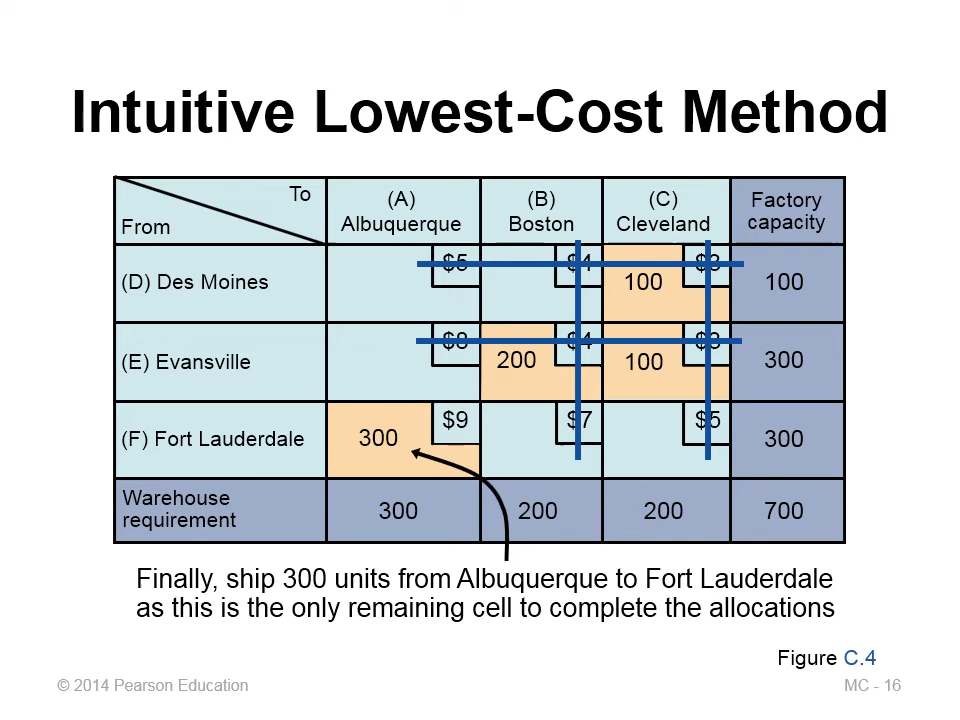 Intuitive Lowest-Cost Method
To
From
(A)
Albuquerque
(B)
Boston
(C)
Cleveland
Factory
capacity
(D) Des Moines
$5
$4
100
$3
100
(E) Evansville
$8
200
$4
100
$3
300
(F) Fort Lauderdale
300
$9
$7
$5
300
Warehouse
requirement
300
200
200
700
Finally, ship 300 units from Albuquerque to Fort Lauderdale
as this is the only remaining cell to complete the allocations
Figure C.4
© 2014 Pearson Education
MC - 16